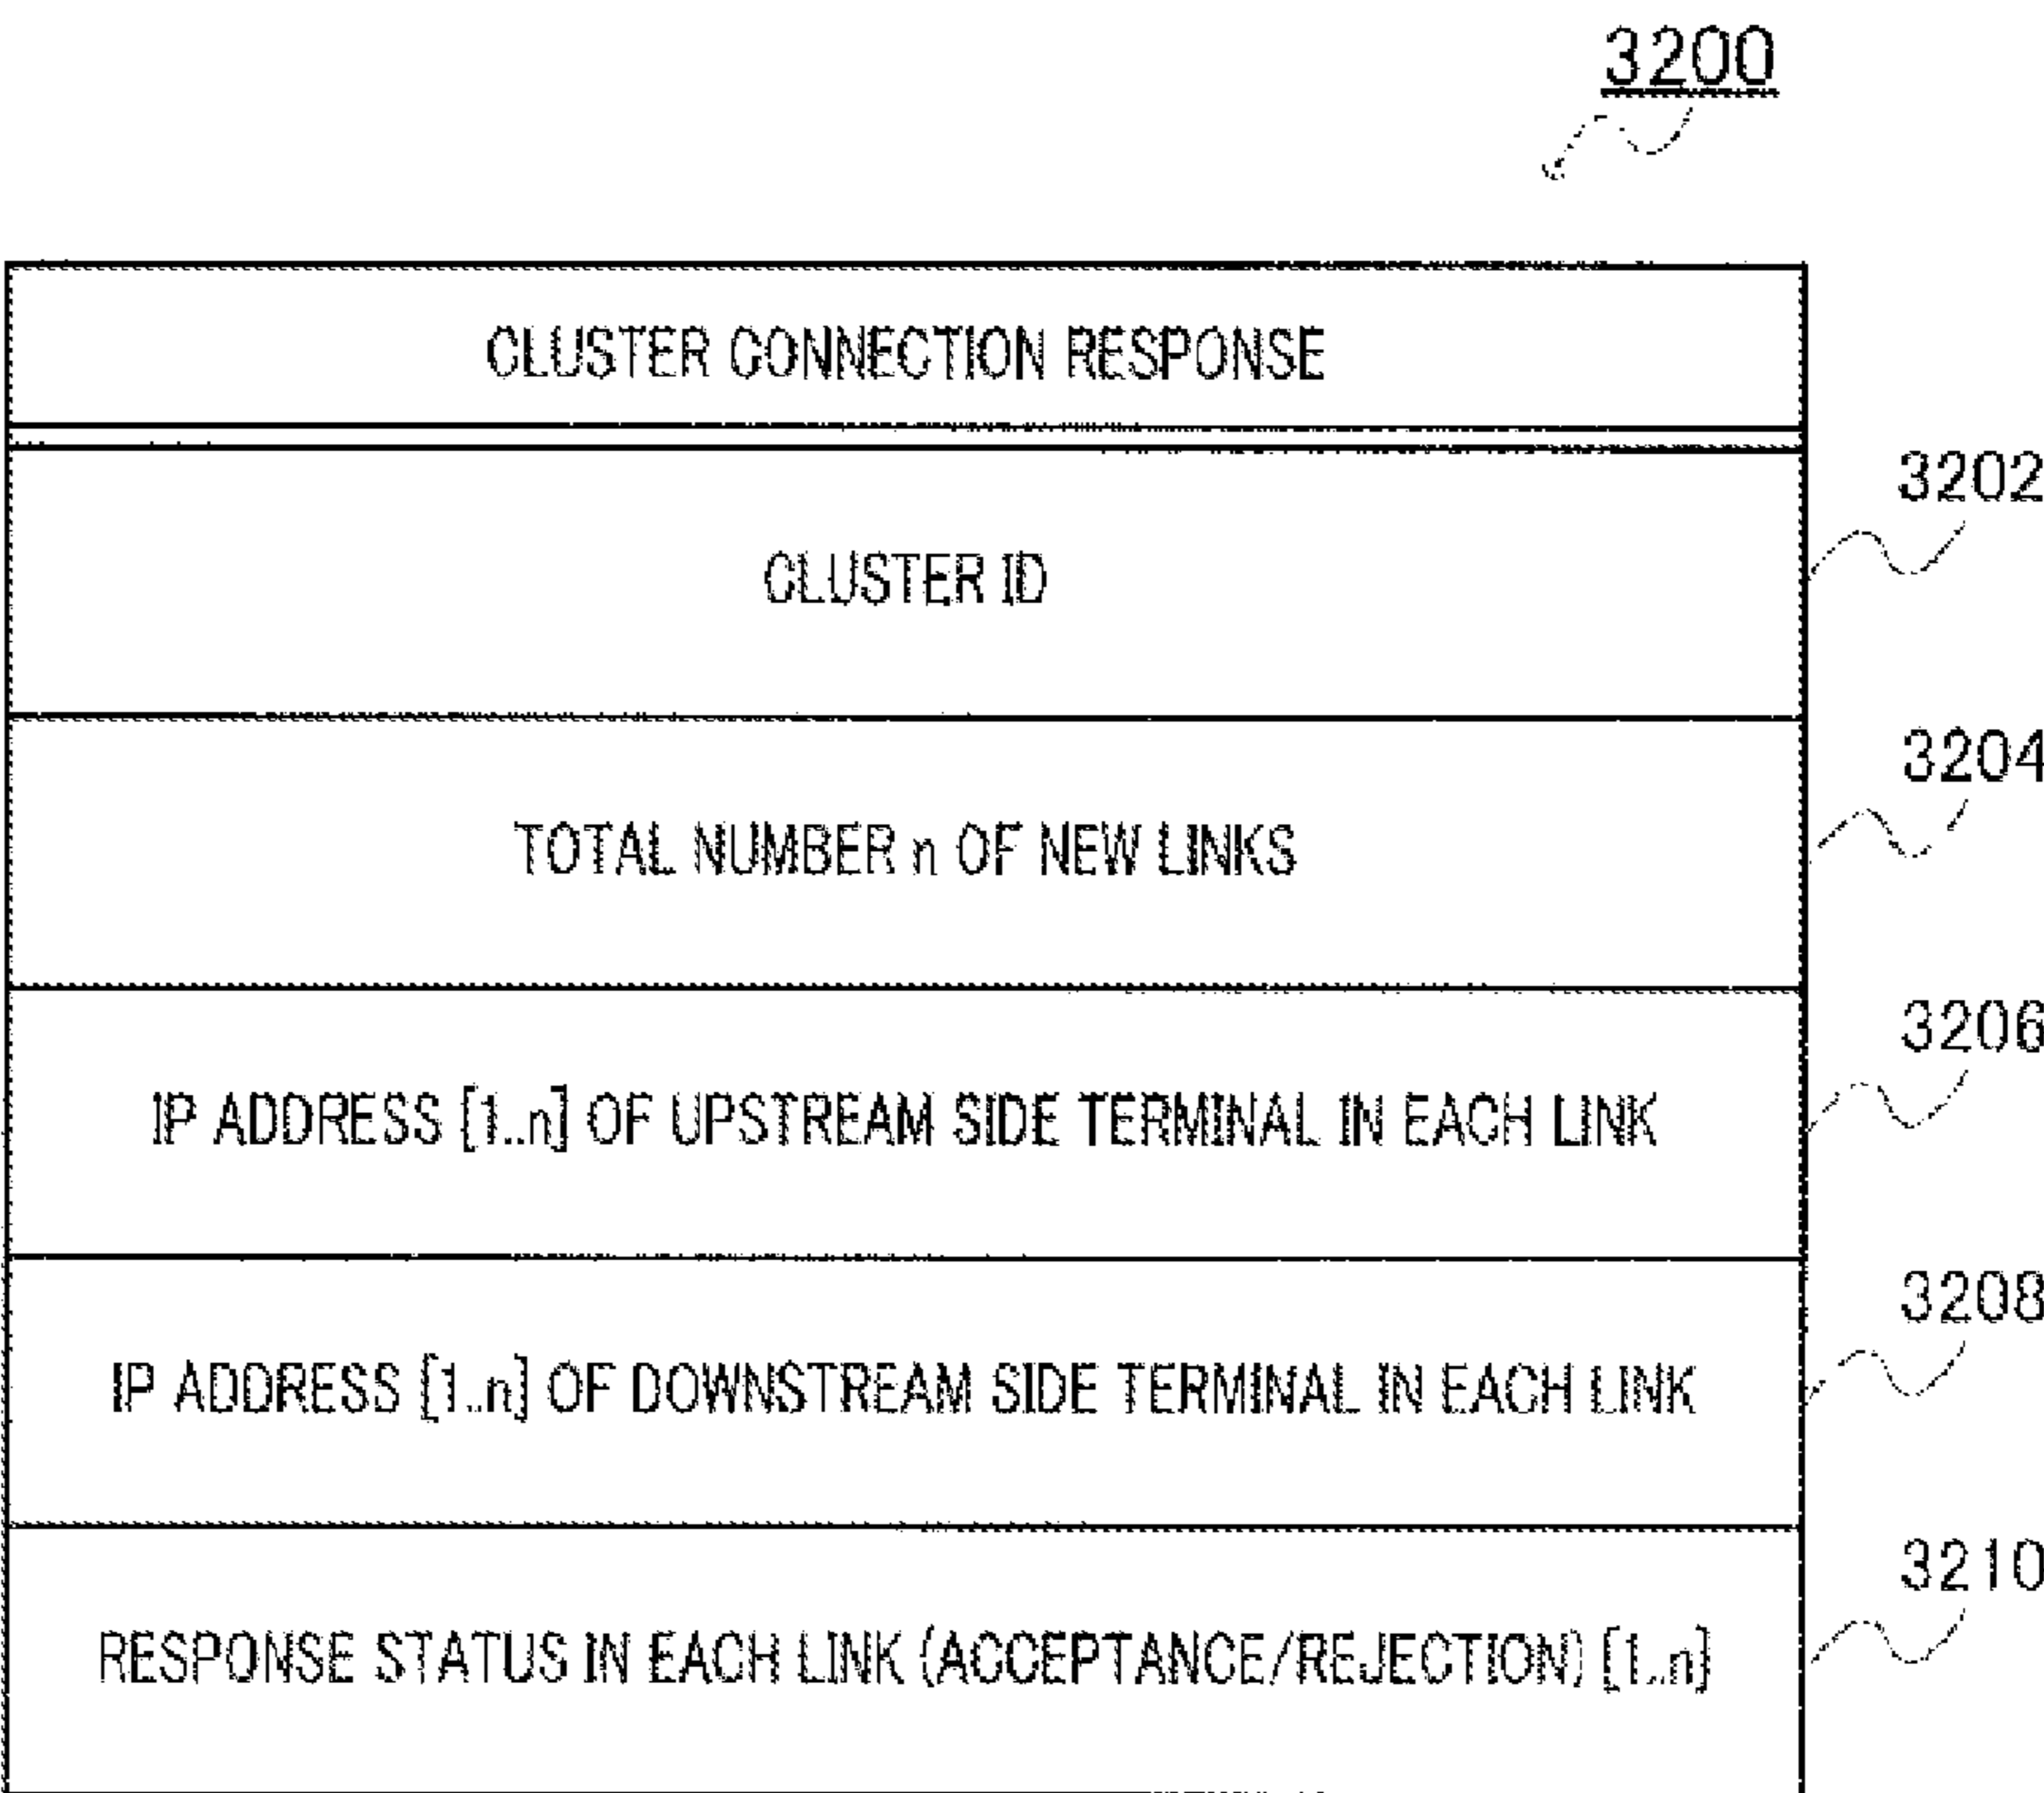 3200
CLUSTER CONNECTION RESPONSE
3202
CLUSTER ID
3204
TOTAL NUMBER n OF NEW LINKS
3206
IP ADDRESS [1..n] OF UPSTREAM SIDE TERMINAL IN EACH LINK
3208
IP ADDRESS [1..n] OF DOWNSTREAM SIDE TERMINAL IN EACH LINK
3210
RESPONSE STATUS IN EACH LINK (ACCEPTANCE/REJECTION) [1..n]